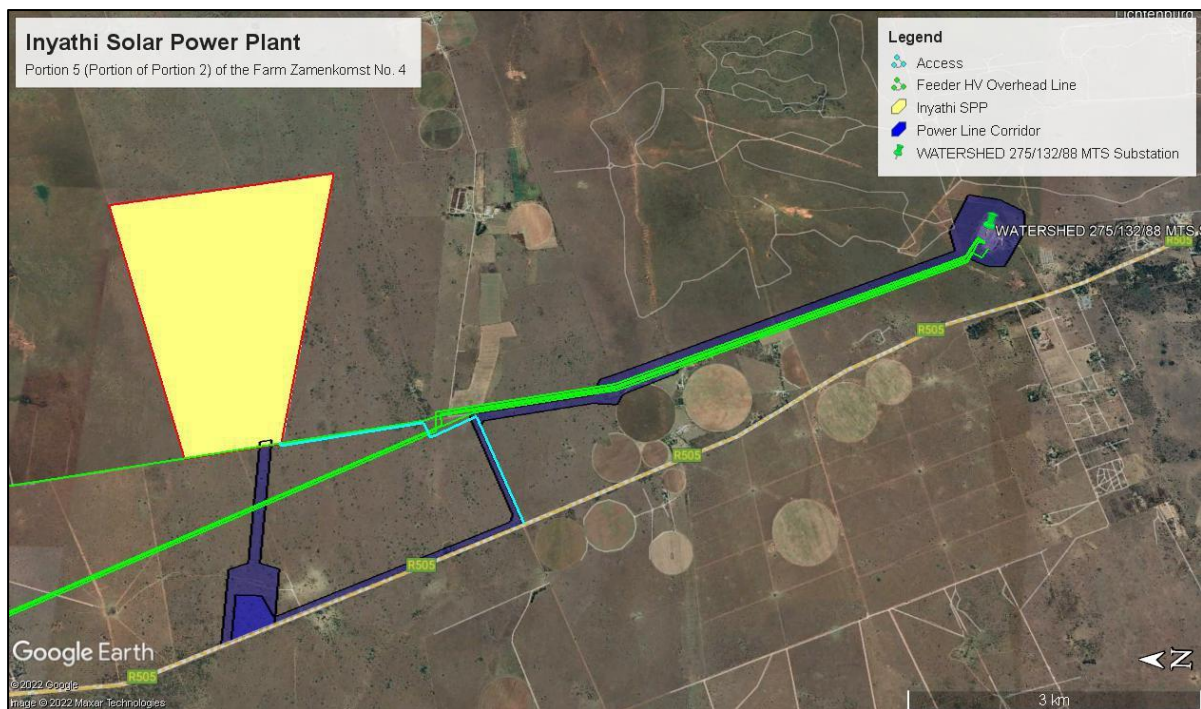 Inyathi Solar Power Plant
Portion 5 (Portion of Portion 2) of the Farm Zamenkomst No. 4
Lichtenburg
Legend
Access
Feeder HV Overhead Line
Inyathi SPP
Power Line Corridor
WATERSHED 275/132/88 MTS Substation
WATERSHED 275/132/88 MTS S
R505
R505
R505
R505
R505
Google Earth
© 2022 Google
Image © 2022 Maxar Technologies
N
3 km